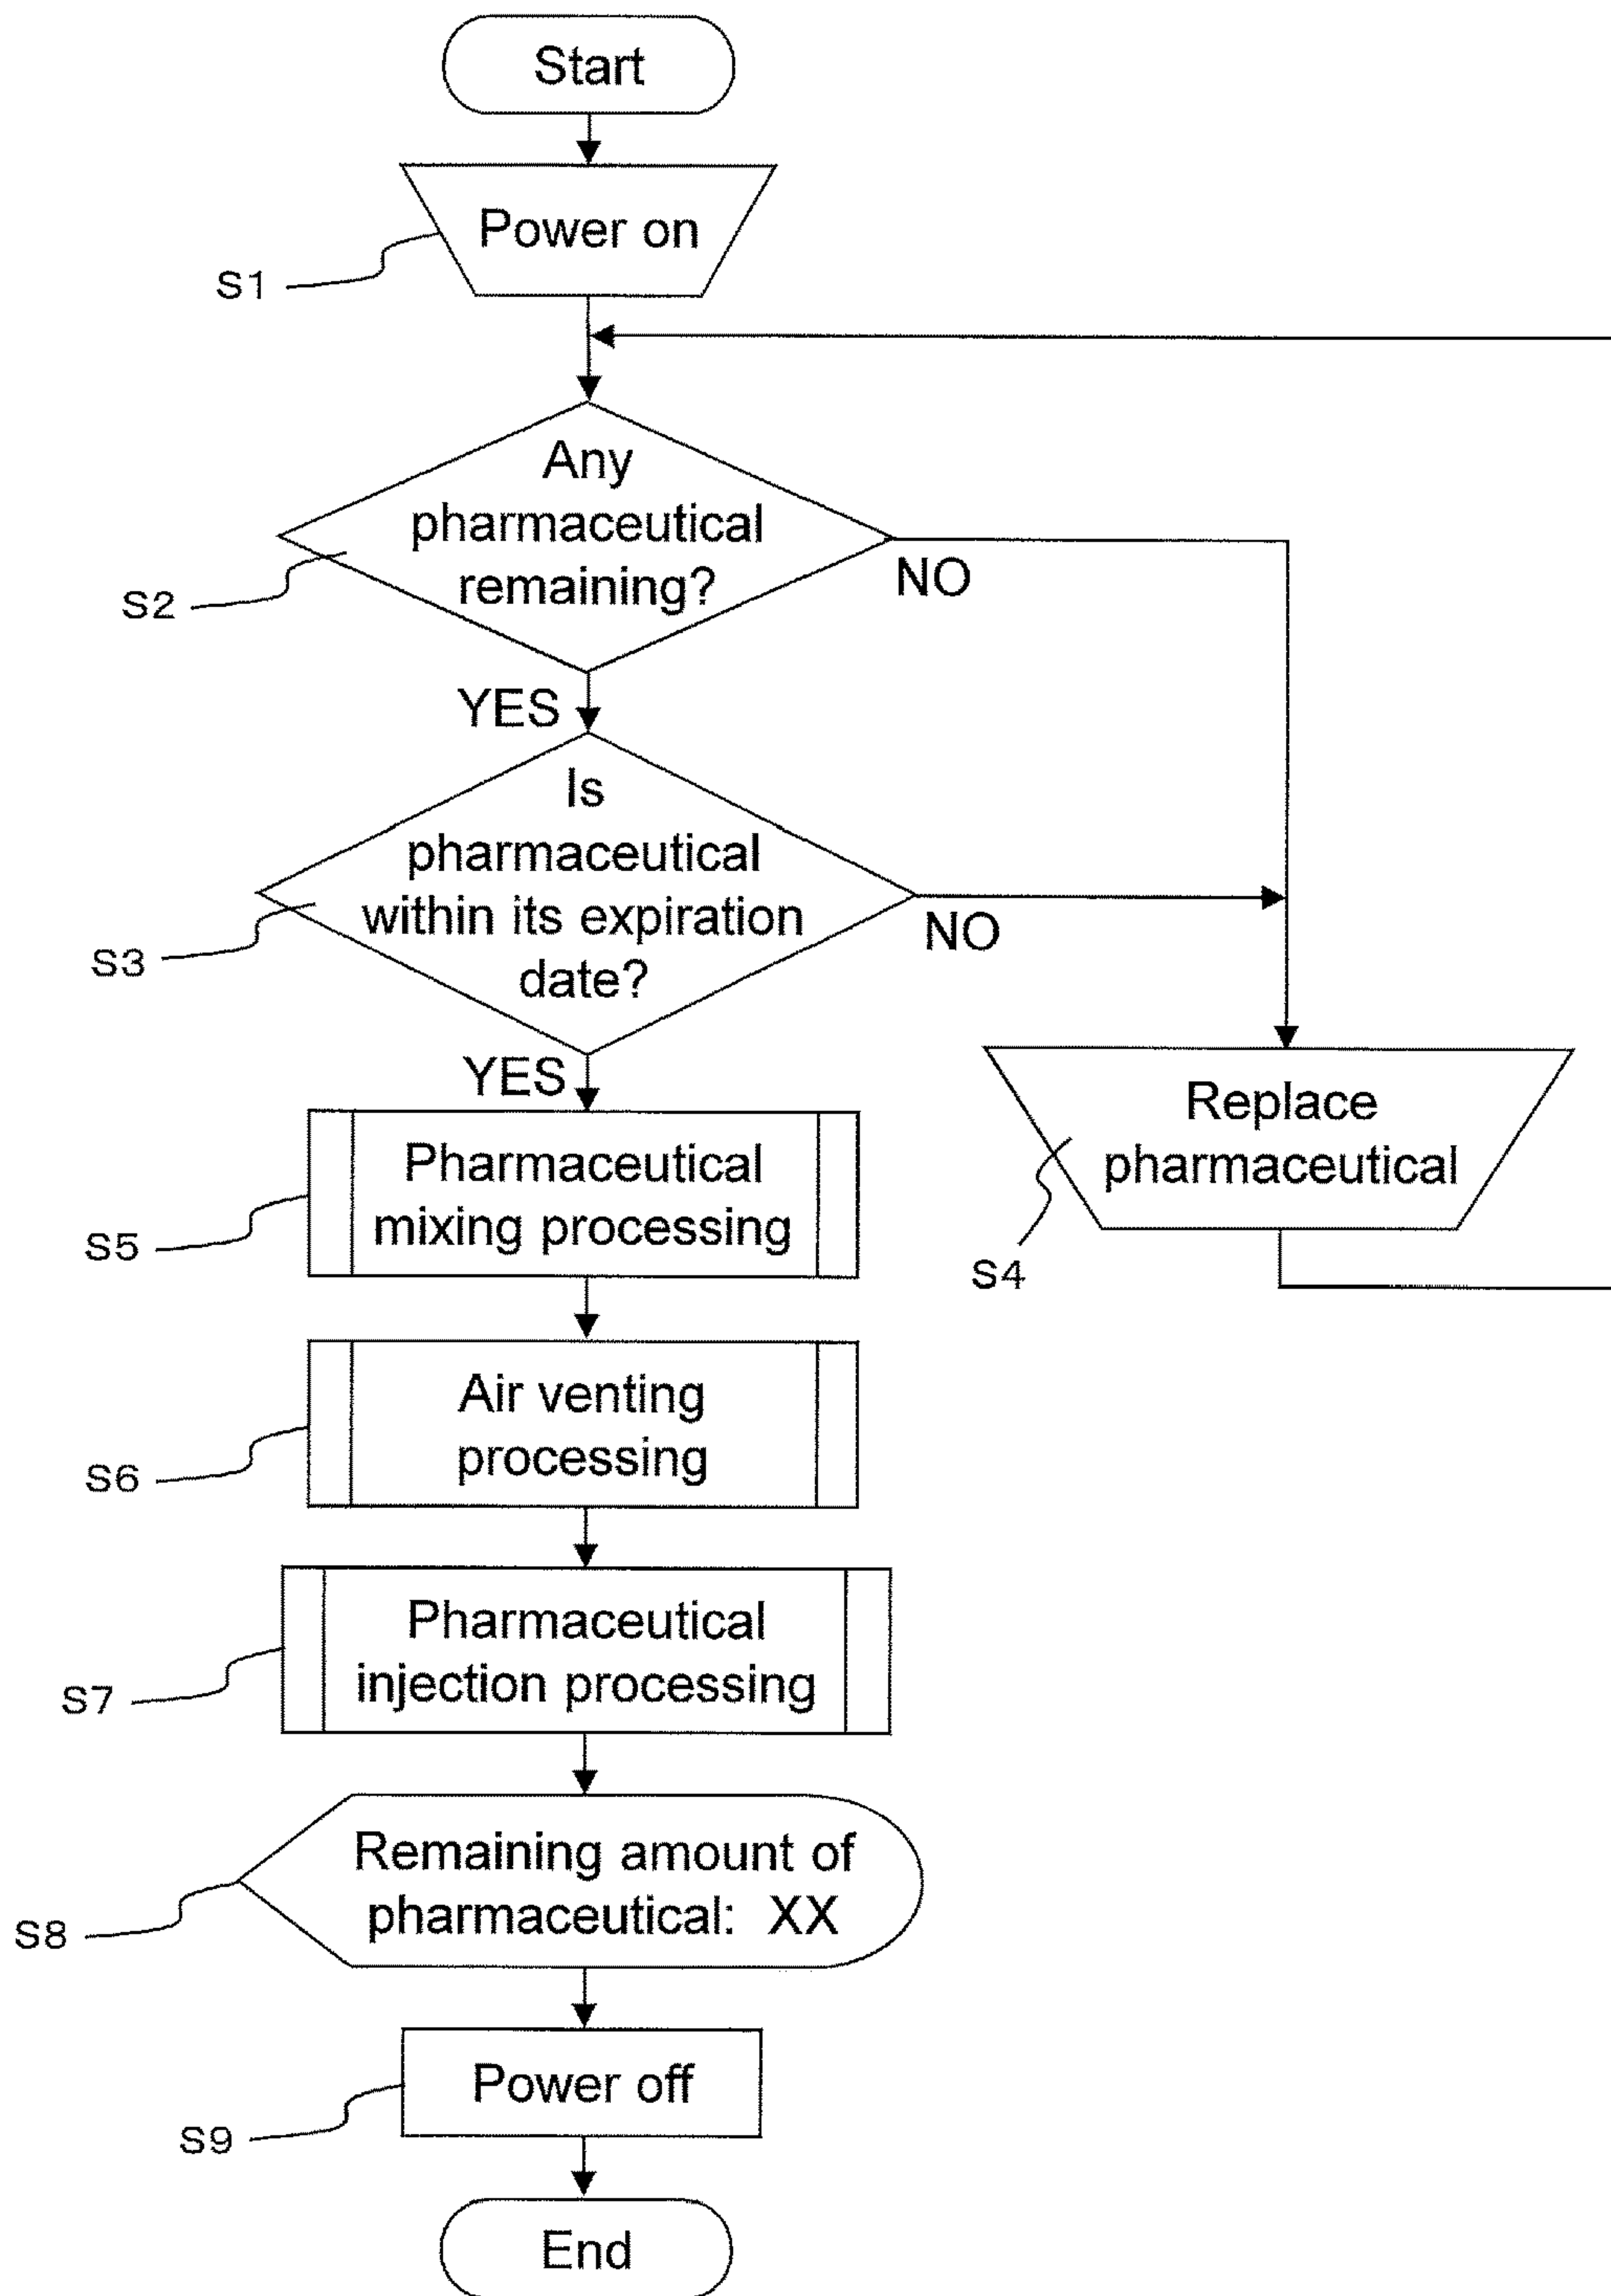 Start
Power on
S1
Any
pharmaceutical
remaining?
S2
NO
YES
Is
pharmaceutical
within its expiration
date?
S3
NO
YES
Replace
pharmaceutical
S4
Pharmaceutical
mixing processing
S5
Air venting
processing
S6
Pharmaceutical
injection processing
S7
Remaining amount of
pharmaceutical: XX
S8
Power off
S9
End